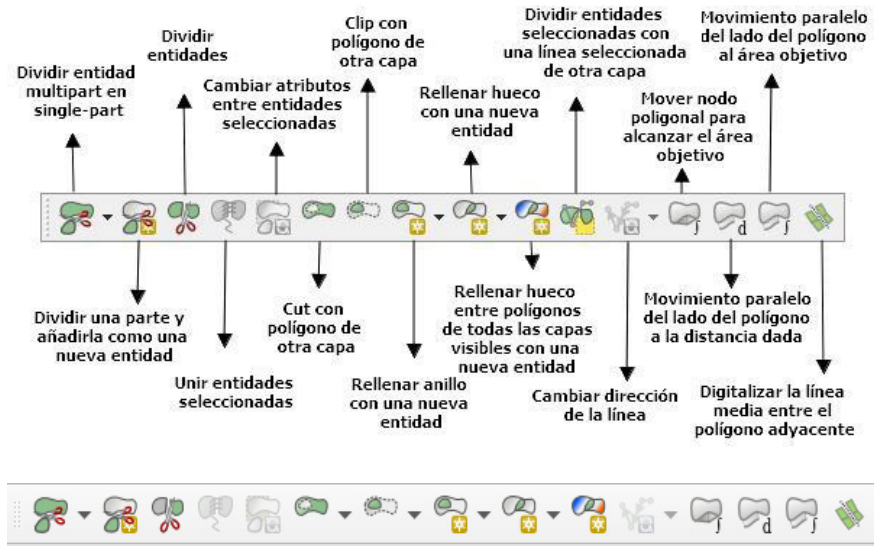 Dividir entidad
multipart en
single-part
Dividir
entidades
Cambiar atributos
entre entidades
seleccionadas
Clip con
polígono de
otra capa
Rellenar hueco
con una nueva
entidad
Dividir entidades
seleccionadas con
una línea seleccionada
de otra capa
Mover nodo
poligonal para
alcanzar el área
objetivo
Movimiento paralelo
del lado del polígono
al área objetivo
f
d
f
Dividir una parte y
añadirla como una
nueva entidad
Unir entidades
seleccionadas
Cut con
polígono de
otra capa
Rellenar anillo
con una nueva
entidad
Rellenar hueco
entre polígonos
de todas las capas
visibles con una
nueva entidad
Cambiar dirección
de la línea
Movimiento paralelo
del lado del polígono
a la distancia dada
Digitalizar la línea
media entre el
polígono adyacente
f
d
f